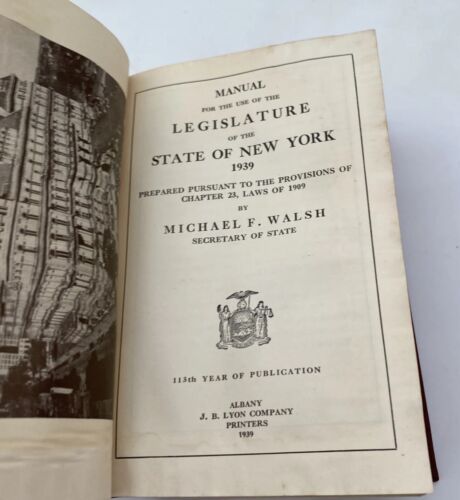 MANUAL
FOR THE USE OF THE
LEGISLATURE
OF THE
STATE OF NEW YORK
1939
PREPARED PURSUANT TO THE PROVISIONS OF
CHAPTER 23, LAWS OF 1909
BY
MICHAEL F. WALSH
SECRETARY OF STATE
113th YEAR OF PUBLICATION
ALBANY
J. B. LYON COMPANY
PRINTERS
1939